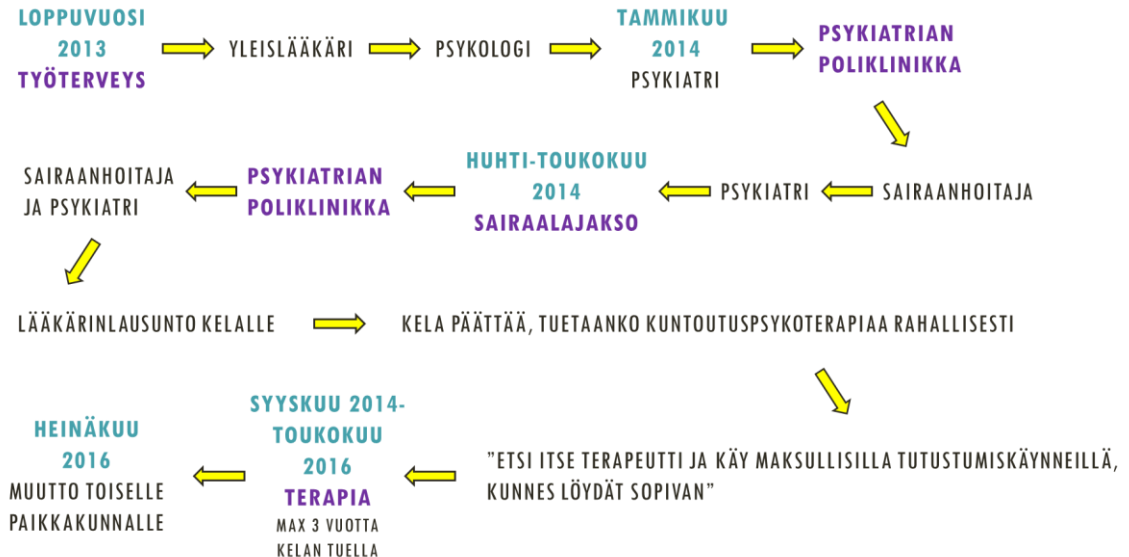 LOPPUVUOSI
2013
TYÖTERVEYS
YLEISLÄÄKÄRI
PSYKOLOGI
TAMMIKUU
2014
PSYKIATRI
PSYKIATRIAN
POLIKLINIKKA
SAIRAANHOITAJA
PSYKIATRI
HUHTI-TOUKOKUU
2014
SAIRAALAJAKSO
PSYKIATRIAN
POLIKLINIKKA
SAIRAANHOITAJA
JA PSYKIATRI
LÄÄKÄRINLAUSUNTO KELALLE
KELA PÄÄTTÄÄ, TUETAANKO KUNTOUTUSPSYKOTERAPIAA RAHALLISESTI
"ETSI ITSE TERAPEUTTI JA KÄY MAKSULLISILLA TUTUSTUMISKÄYNNEILLÄ,
KUNNES LÖYDÄT SOPIVAN"
SYYSKUU 2014-
TOUKOKUU
2016
TERAPIA
MAX 3 VUOTTA
KELAN TUELLA
HEINÄKUU
2016
MUUTTO TOISELLE
PAIKKAKUNNALLE